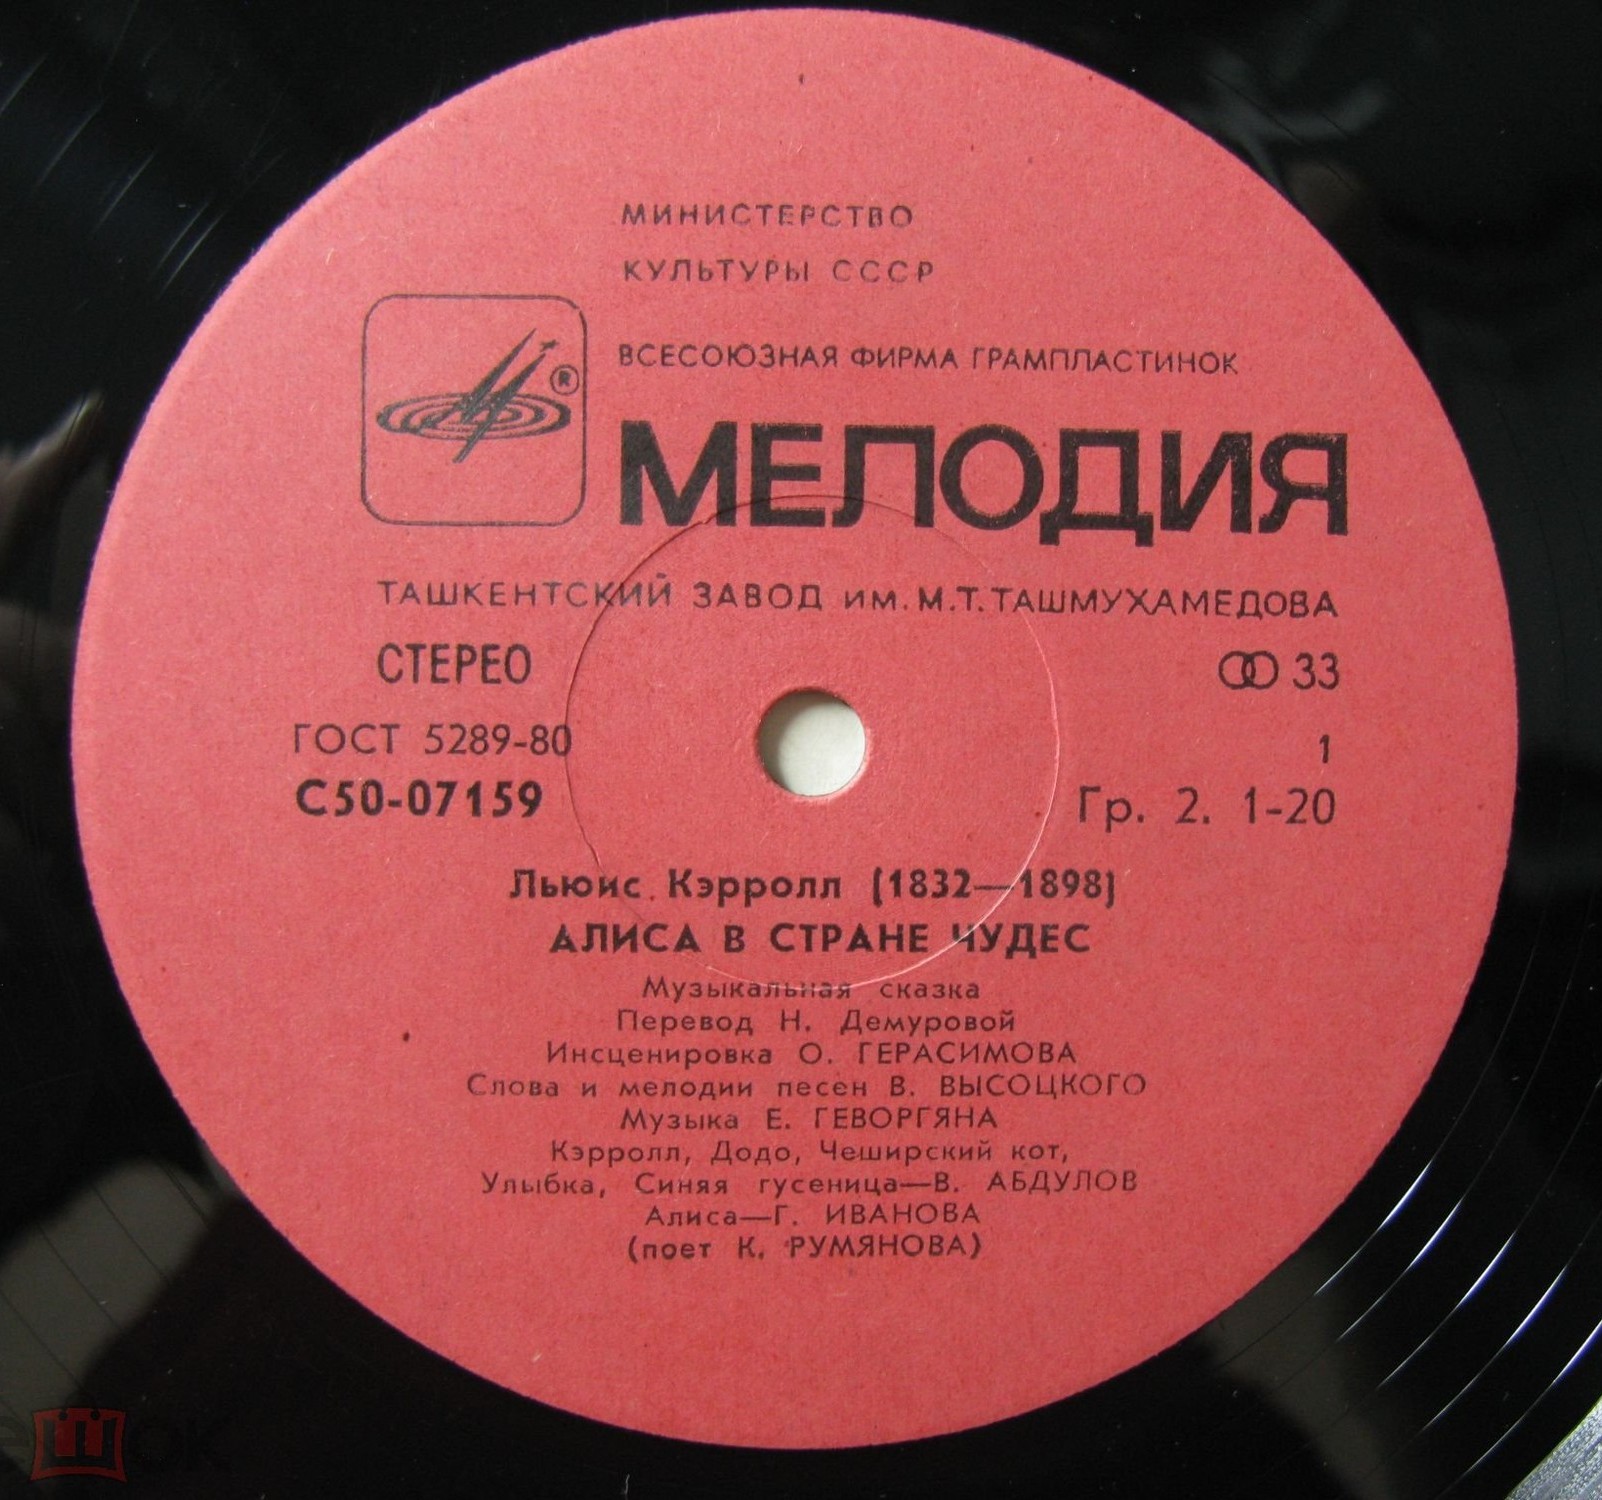 МИНИСТЕРСТВО
КУЛЬТУРЫ СССР
ВСЕСОЮЗНАЯ ФИРМА ГРАМПЛАСТИНОК
®
МЕЛОДИЯ
ТАШКЕНТСКИЙ ЗАВОД ИМ. М.Т. ТАШМУХАМЕДОВА
СТЕРЕО 33
ГОСТ 5289-80 1
С50-07159 Гр. 2. 1-20
Льюис Кэрролл (1832—1898)
АЛИСА В СТРАНЕ ЧУДЕС
Музыкальная сказка
Перевод Н. Демуровой
Инсценировка О. ГЕРАСИМОВА
Слова и мелодии песен В. ВЫСОЦКОГО
Музыка Е. ГЕВОРГЯНА
Кэрролл, Додо, Чеширский кот,
Улыбка, Синяя гусеница—В. АБДУЛОВ
Алиса—Г. ИВАНОВА
(поет К. РУМЯНОВА)